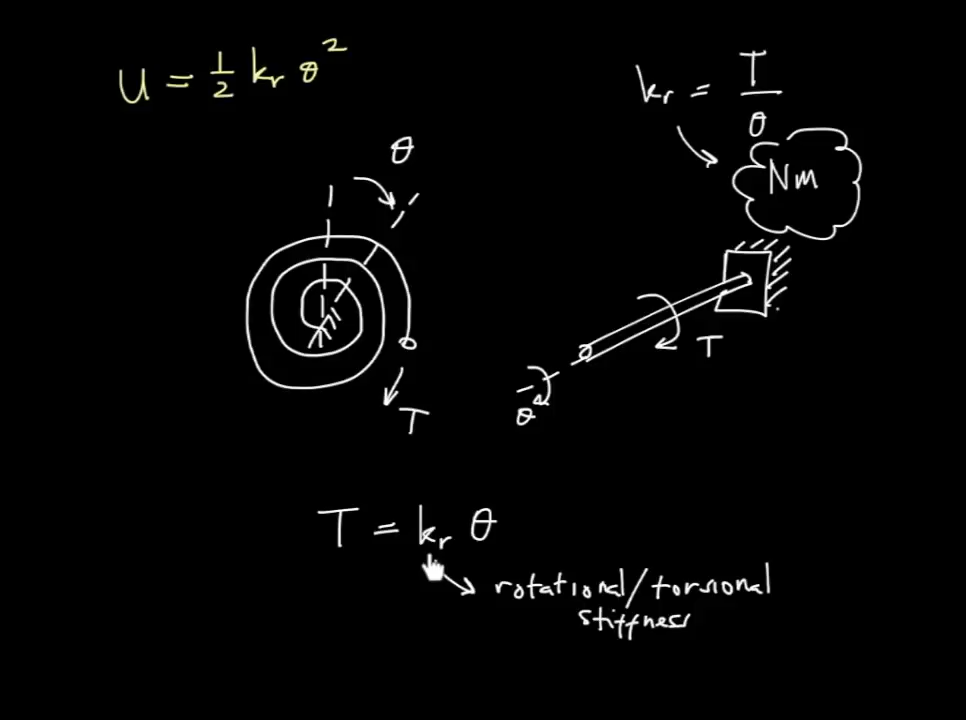 U = 1/2 kr θ²
kr = T/θ
Nm
θ
T
θ
T
T = kr θ
rotational/torsional
stiffness